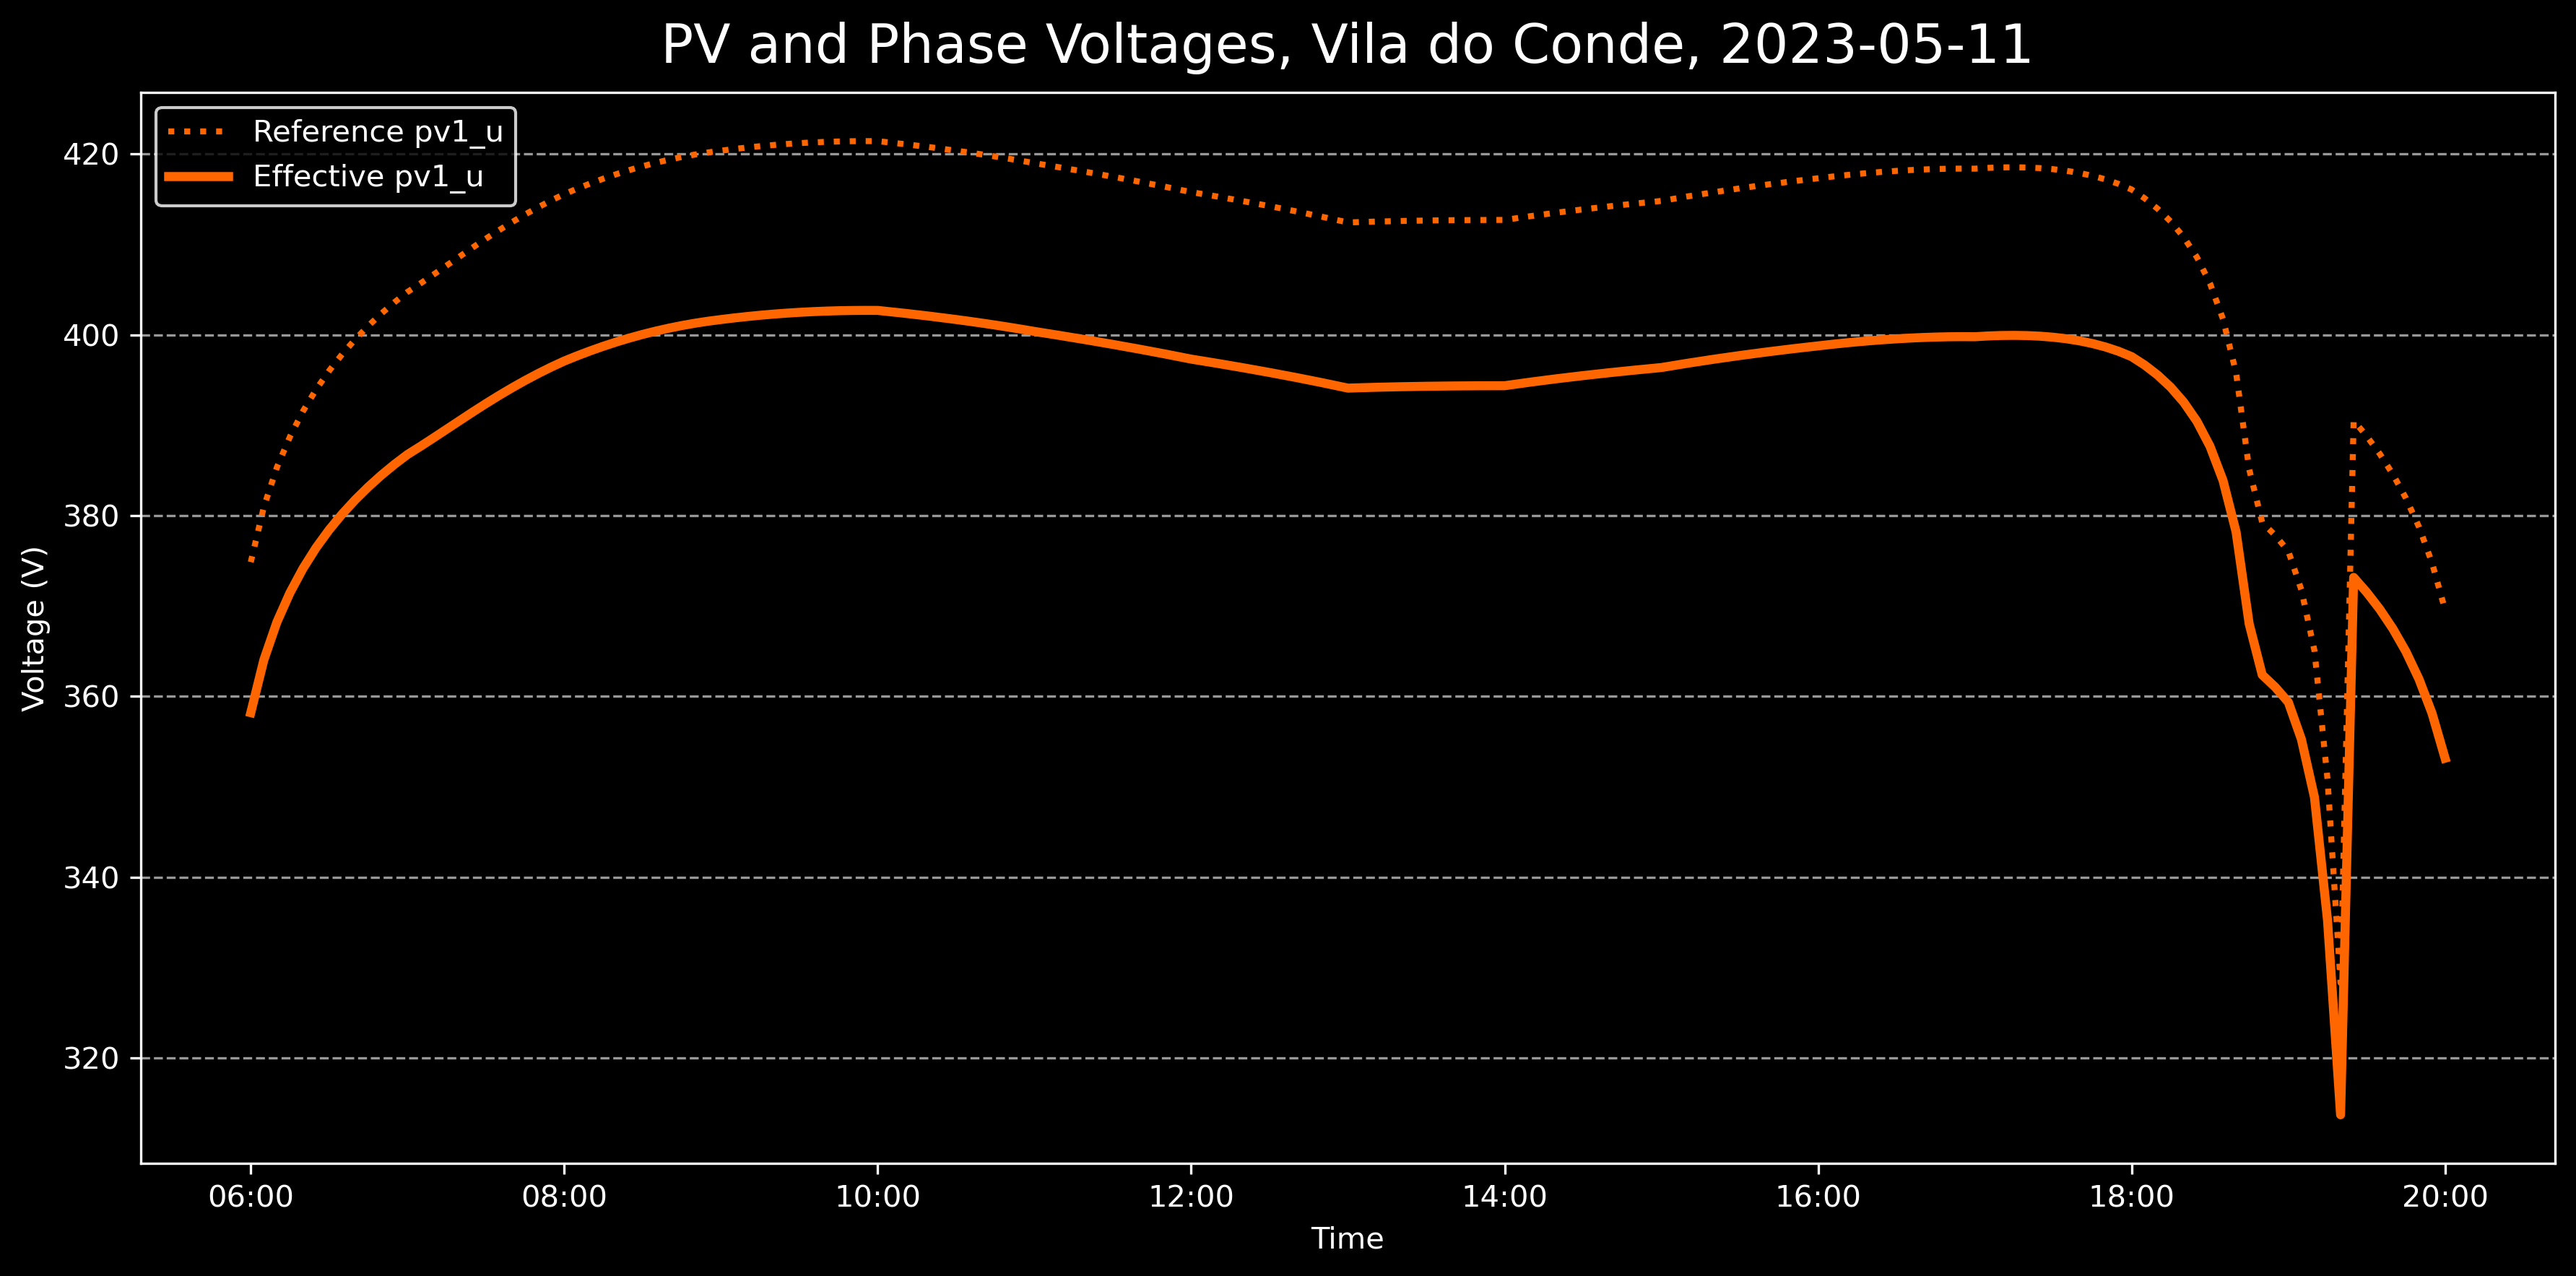 PV and Phase Voltages, Vila do Conde, 2023-05-11
Reference pv1_u
Effective pv1_u
420
400
380
360
340
320
Voltage (V)
06:00 08:00 10:00 12:00 14:00 16:00 18:00 20:00
Time